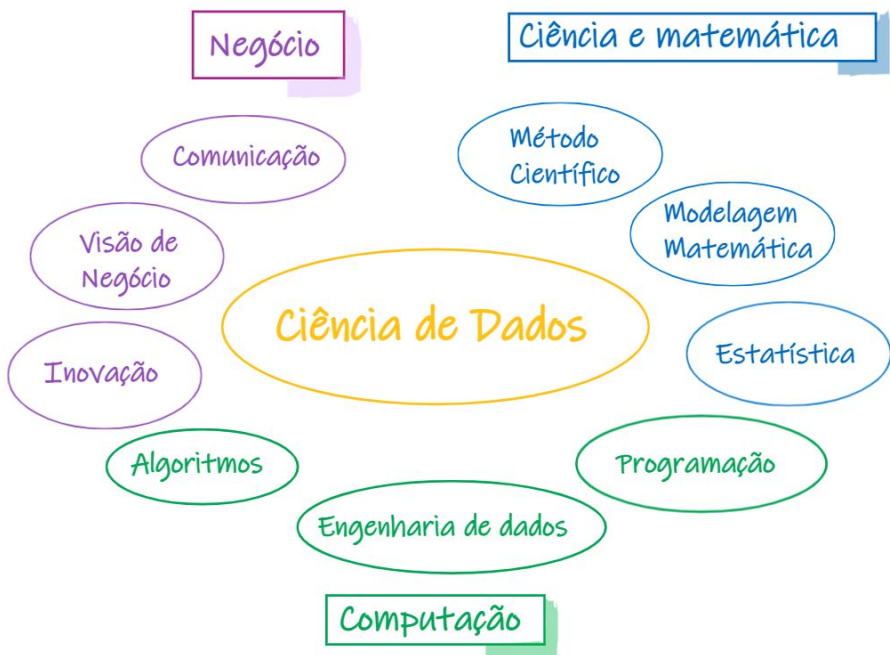 Negócio
Ciência e matemática
Comunicação
Método
Científico
Visão de
Negócio
Modelagem
Matemática
Ciência de Dados
Inovação
Estatística
Algoritmos
Programação
Engenharia de dados
Computação